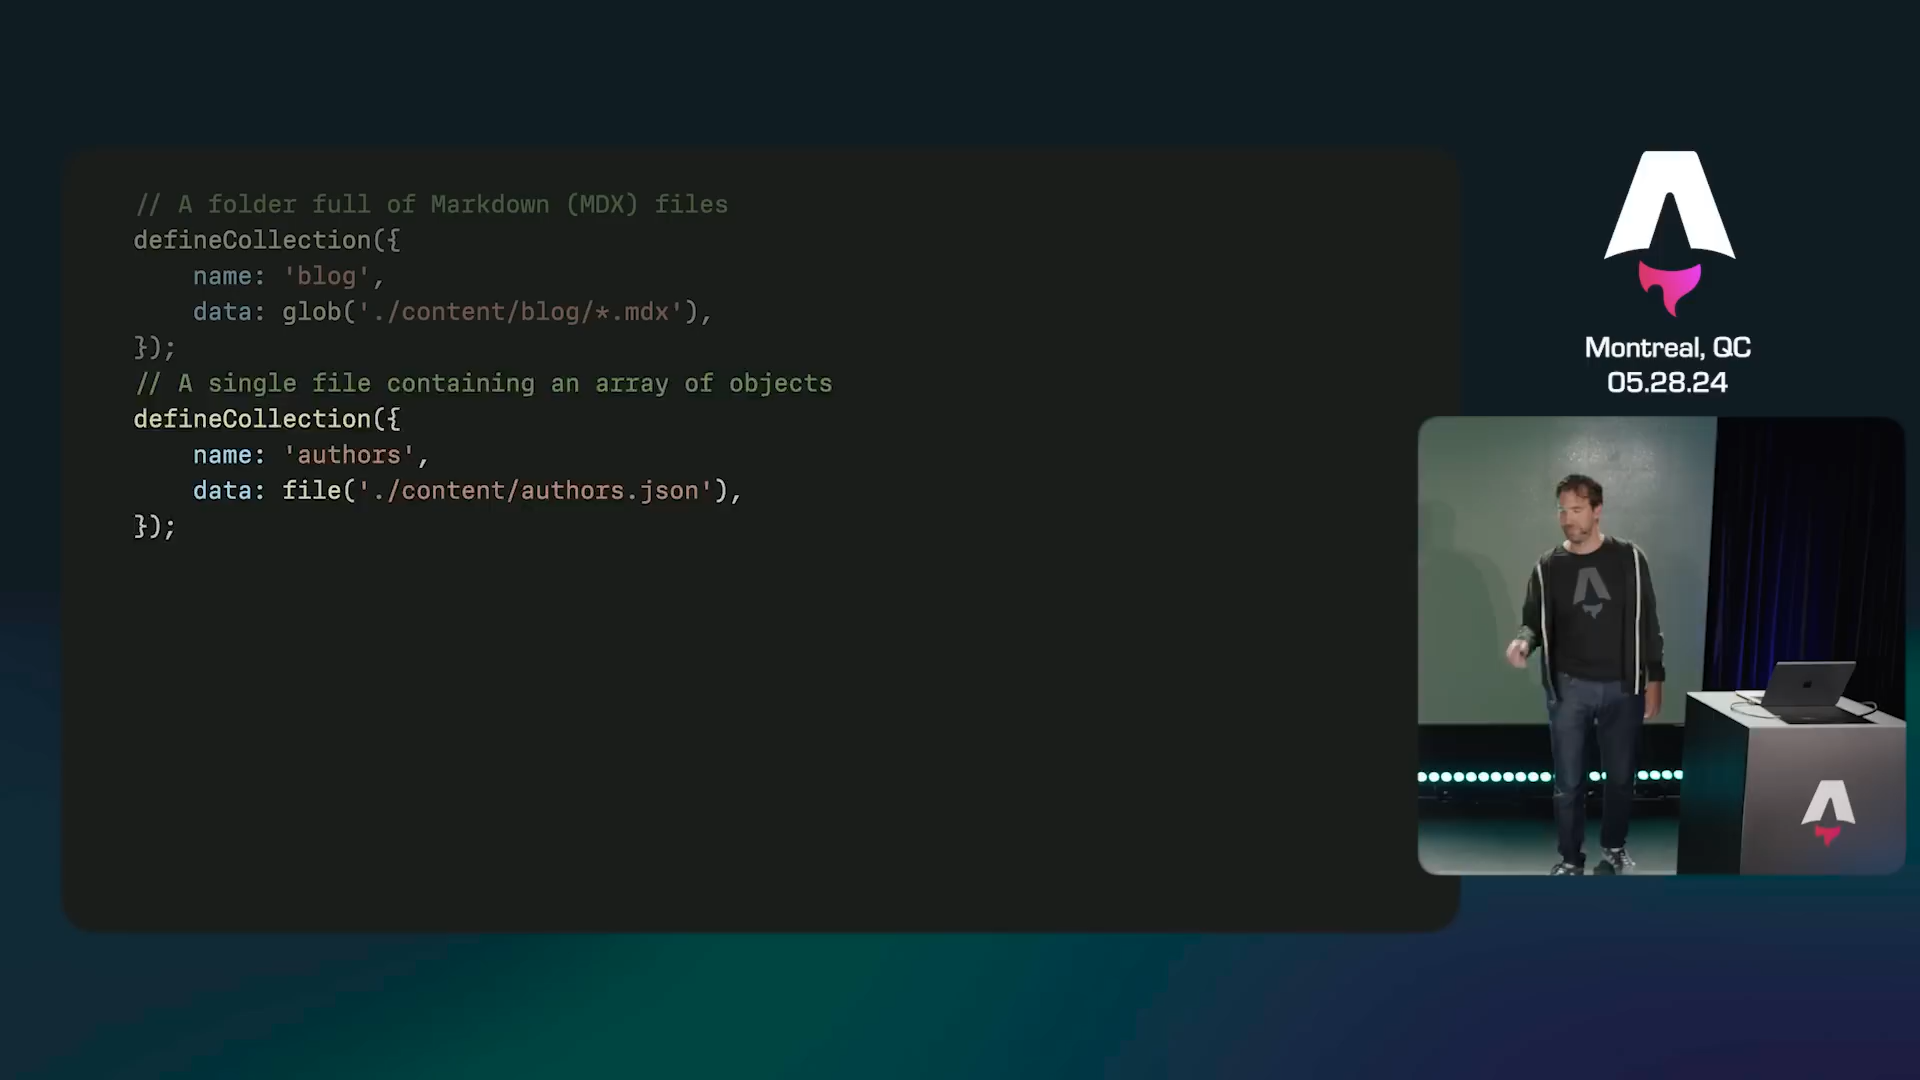 // A folder full of Markdown (MDX) files
defineCollection({
    name: 'blog',
    data: glob('./content/blog/*.mdx'),
});
// A single file containing an array of objects
defineCollection({
    name: 'authors',
    data: file('./content/authors.json'),
});
Montreal, QC
05.28.24